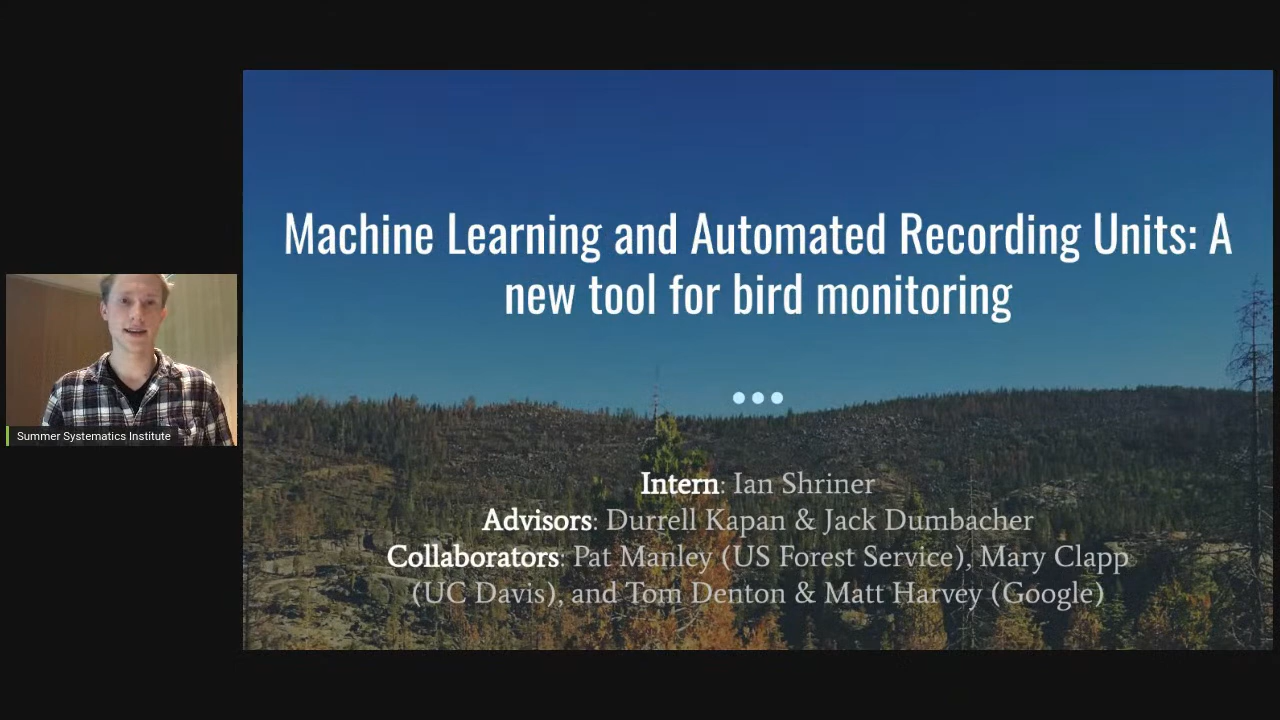 Machine Learning and Automated Recording Units: A
new tool for bird monitoring
Intern: Ian Shriner
Advisors: Durrell Kapan & Jack Dumbacher
Collaborators: Pat Manley (US Forest Service), Mary Clapp
(UC Davis), and Tom Denton & Matt Harvey (Google)
Summer Systematics Institute